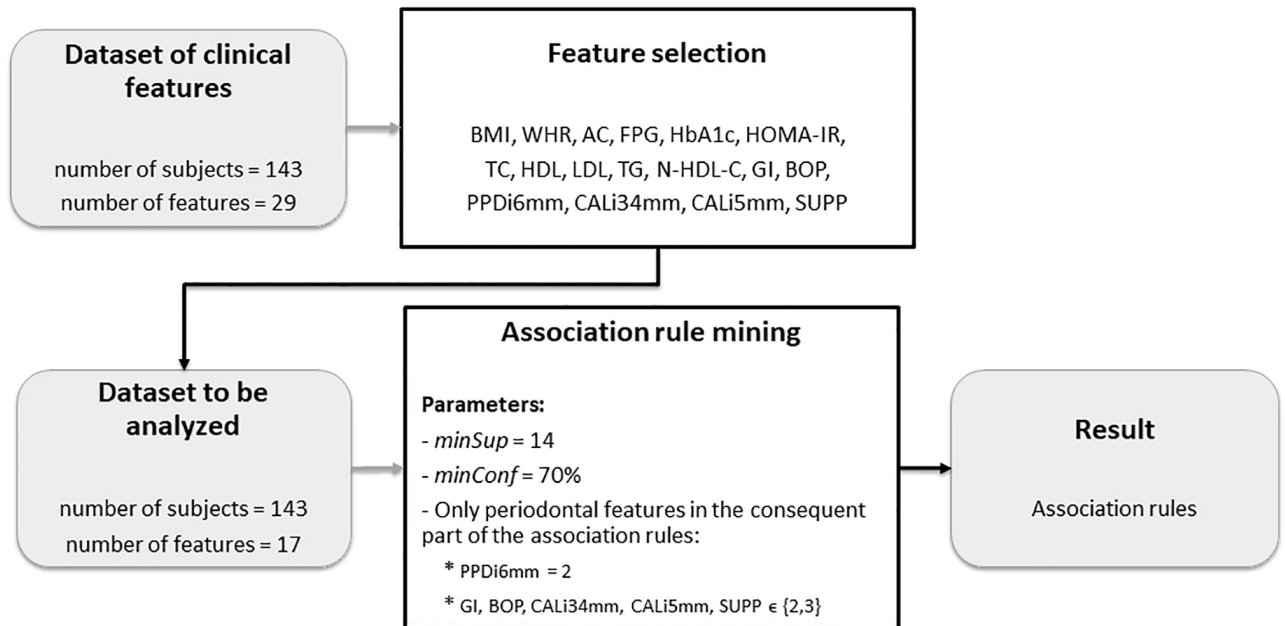 Dataset of clinical
features
number of subjects = 143
number of features = 29
Feature selection
BMI, WHR, AC, FPG, HbA1c, HOMA-IR,
TC, HDL, LDL, TG, N-HDL-C, GI, BOP,
PPDi6mm, CALi34mm, CALi5mm, SUPP
Dataset to be
analyzed
number of subjects = 143
number of features = 17
Association rule mining
Parameters:
- minSup = 14
- minConf = 70%
- Only periodontal features in the consequent
part of the association rules:
* PPDi6mm = 2
* GI, BOP, CALi34mm, CALi5mm, SUPP ϵ {2,3}
Result
Association rules